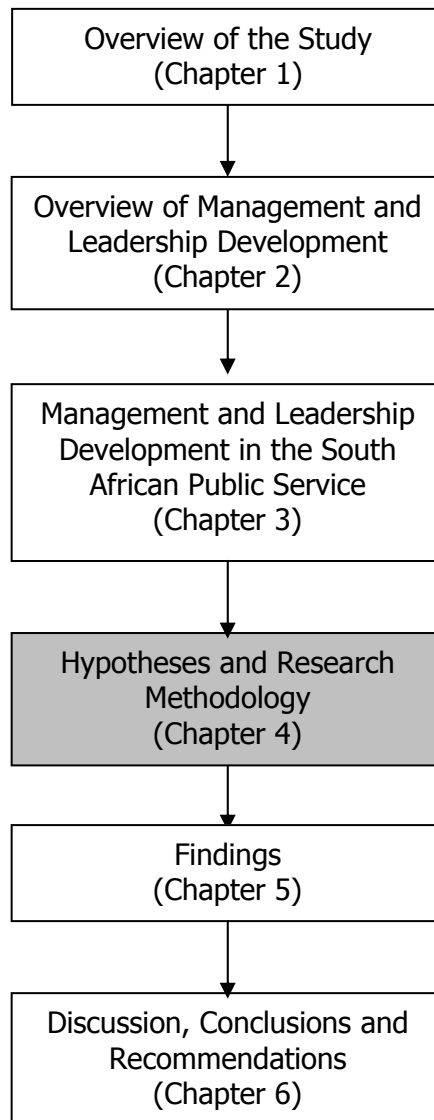 Overview of the Study
(Chapter 1)
Overview of Management and
Leadership Development
(Chapter 2)
Management and Leadership
Development in the South
African Public Service
(Chapter 3)
Hypotheses and Research
Methodology
(Chapter 4)
Findings
(Chapter 5)
Discussion, Conclusions and
Recommendations
(Chapter 6)